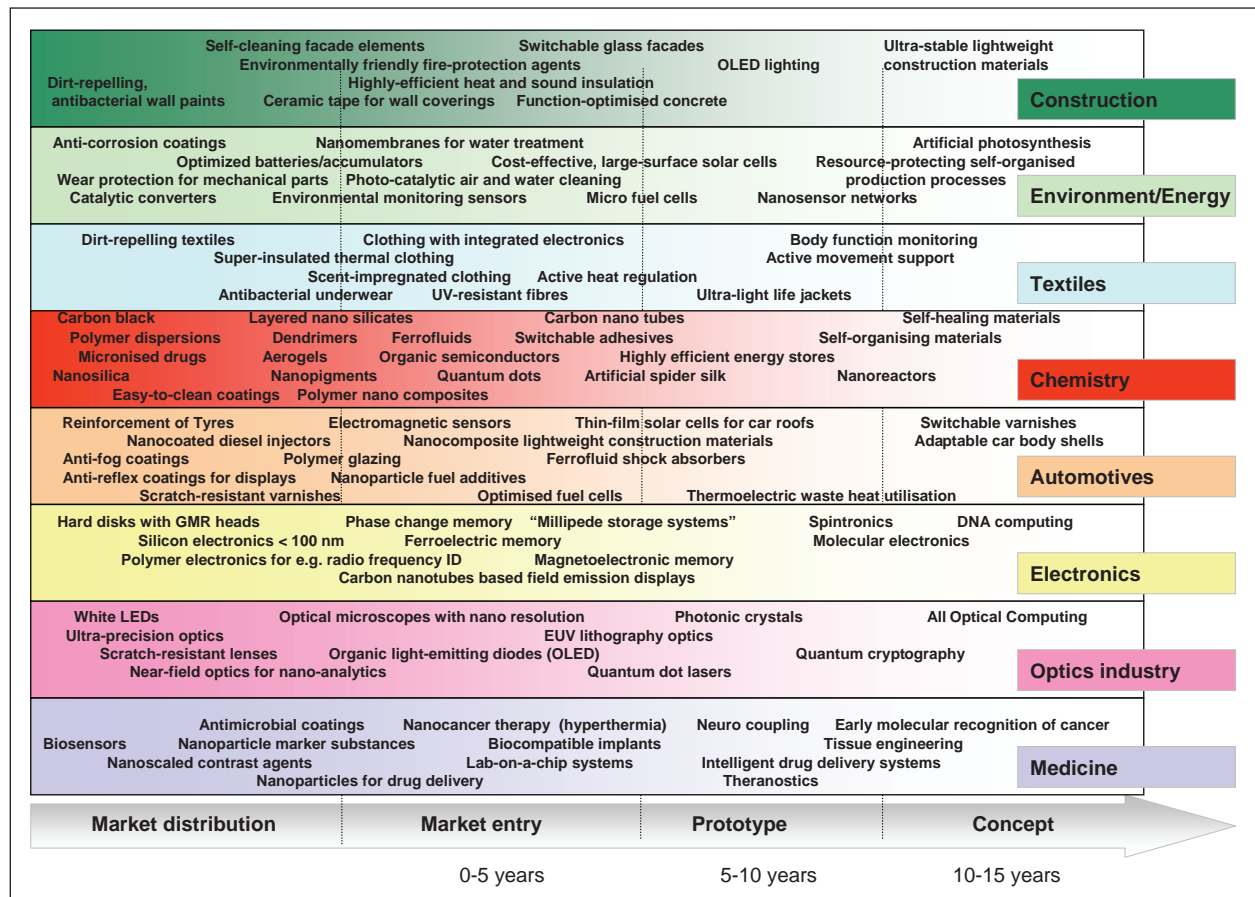 Self-cleaning facade elements Switchable glass facades Ultra-stable lightweight
Environmentally friendly fire-protection agents OLED lighting construction materials
Dirt-repelling, Highly-efficient heat and sound insulation
antibacterial wall paints Ceramic tape for wall coverings Function-optimised concrete
Construction
Anti-corrosion coatings Nanomembranes for water treatment Artificial photosynthesis
Optimized batteries/accumulators Cost-effective, large-surface solar cells Resource-protecting self-organised
Wear protection for mechanical parts Photo-catalytic air and water cleaning production processes
Catalytic converters Environmental monitoring sensors Micro fuel cells Nanosensor networks
Environment/Energy
Dirt-repelling textiles Clothing with integrated electronics Body function monitoring
Super-insulated thermal clothing Active movement support
Scent-impregnated clothing Active heat regulation
Antibacterial underwear UV-resistant fibres Ultra-light life jackets
Textiles
Carbon black Layered nano silicates Carbon nano tubes Self-healing materials
Polymer dispersions Dendrimers Ferrofluids Switchable adhesives Self-organising materials
Micronised drugs Aerogels Organic semiconductors Highly efficient energy stores
Nanosilica Nanopigments Quantum dots Artificial spider silk Nanoreactors
Easy-to-clean coatings Polymer nano composites
Chemistry
Reinforcement of Tyres Electromagnetic sensors Thin-film solar cells for car roofs Switchable varnishes
Nanocoated diesel injectors Nanocomposite lightweight construction materials Adaptable car body shells
Anti-fog coatings Polymer glazing Ferrofluid shock absorbers
Anti-reflex coatings for displays Nanoparticle fuel additives
Scratch-resistant varnishes Optimised fuel cells Thermoelectric waste heat utilisation
Automotives
Hard disks with GMR heads Phase change memory “Millipede storage systems” Spintronics DNA computing
Silicon electronics < 100 nm Ferroelectric memory Molecular electronics
Polymer electronics for e.g. radio frequency ID Magnetoelectronic memory
Carbon nanotubes based field emission displays
Electronics
White LEDs Optical microscopes with nano resolution Photonic crystals All Optical Computing
Ultra-precision optics EUV lithography optics
Scratch-resistant lenses Organic light-emitting diodes (OLED) Quantum cryptography
Near-field optics for nano-analytics Quantum dot lasers
Optics industry
Antimicrobial coatings Nanocancer therapy (hyperthermia) Neuro coupling Early molecular recognition of cancer
Biosensors Nanoparticle marker substances Biocompatible implants Tissue engineering
Nanoscaled contrast agents Lab-on-a-chip systems Intelligent drug delivery systems
Nanoparticles for drug delivery Theranostics
Medicine
Market distribution Market entry Prototype Concept
0-5 years 5-10 years 10-15 years